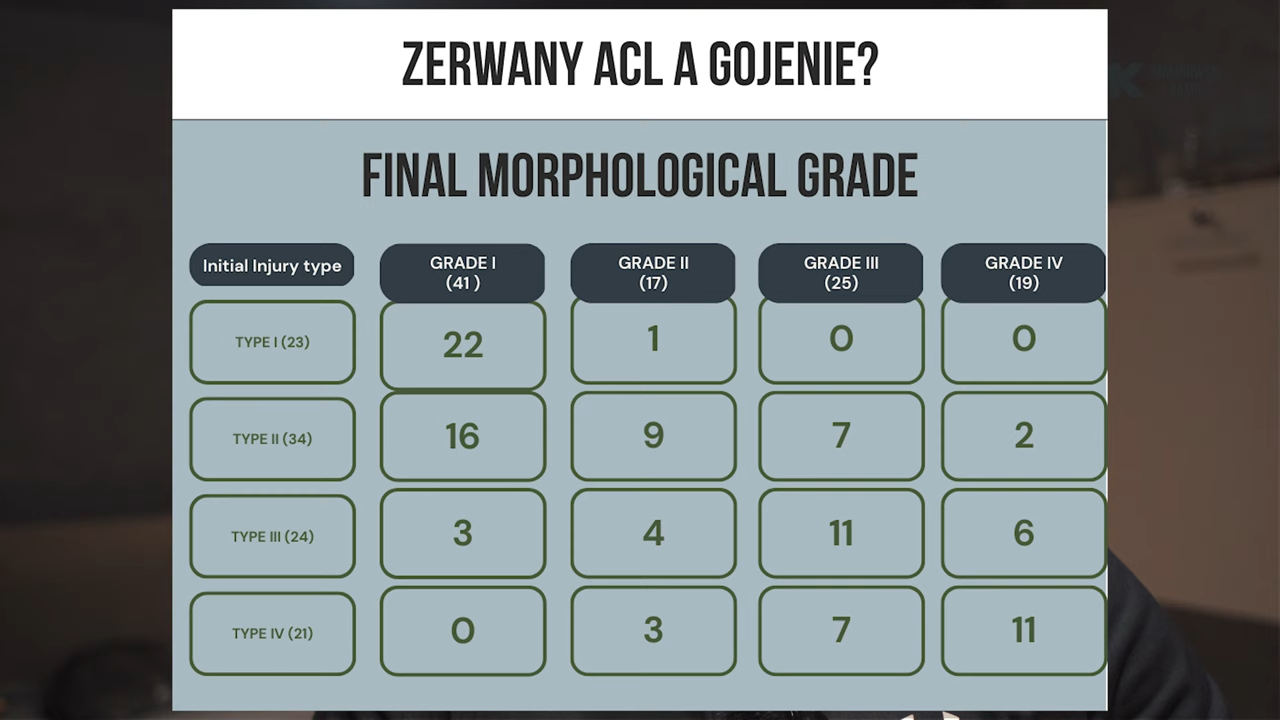 ZERWANY ACL A GOJENIE?
FINAL MORPHOLOGICAL GRADE
Initial Injury type
GRADE I
(41 )
GRADE II
(17)
GRADE III
(25)
GRADE IV
(19)
TYPE I (23)
22
1
0
0
TYPE II (34)
16
9
7
2
TYPE III (24)
3
4
11
6
TYPE IV (21)
0
3
7
11